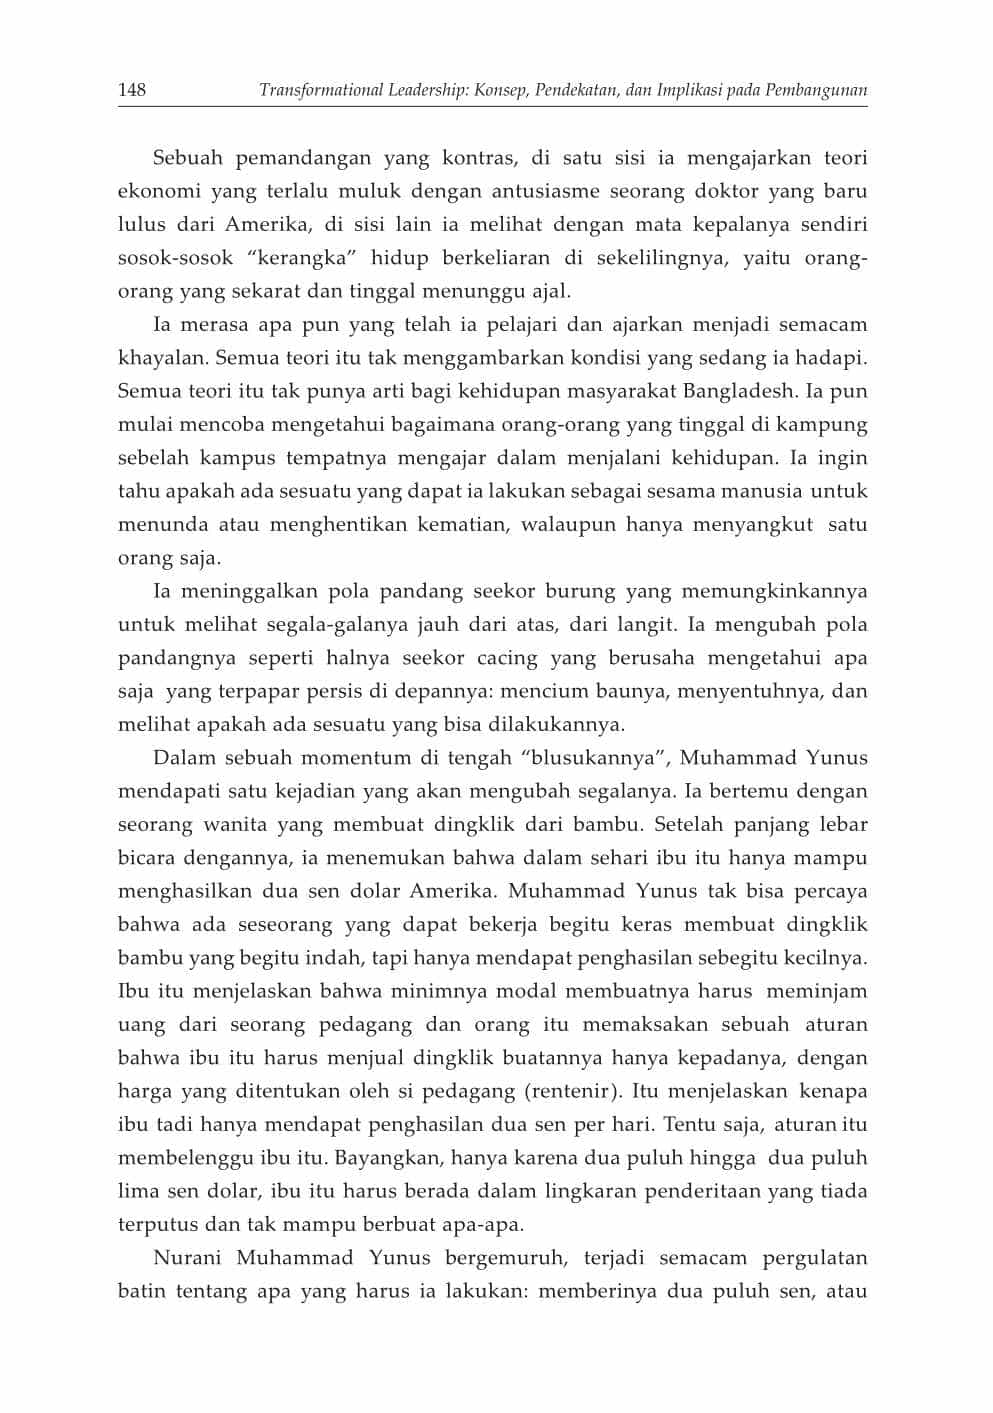 148 Transformational Leadership: Konsep, Pendekatan, dan Implikasi pada Pembangunan
Sebuah pemandangan yang kontras, di satu sisi ia mengajarkan teori
ekonomi yang terlalu muluk dengan antusiasme seorang doktor yang baru
lulus dari Amerika, di sisi lain ia melihat dengan mata kepalanya sendiri
sosok-sosok “kerangka” hidup berkeliaran di sekelilingnya, yaitu orang-
orang yang sekarat dan tinggal menunggu ajal.
Ia merasa apa pun yang telah ia pelajari dan ajarkan menjadi semacam
khayalan. Semua teori itu tak menggambarkan kondisi yang sedang ia hadapi.
Semua teori itu tak punya arti bagi kehidupan masyarakat Bangladesh. Ia pun
mulai mencoba mengetahui bagaimana orang-orang yang tinggal di kampung
sebelah kampus tempatnya mengajar dalam menjalani kehidupan. Ia ingin
tahu apakah ada sesuatu yang dapat ia lakukan sebagai sesama manusia untuk
menunda atau menghentikan kematian, walaupun hanya menyangkut satu
orang saja.
Ia meninggalkan pola pandang seekor burung yang memungkinkannya
untuk melihat segala-galanya jauh dari atas, dari langit. Ia mengubah pola
pandangnya seperti halnya seekor cacing yang berusaha mengetahui apa
saja yang terpapar persis di depannya: mencium baunya, menyentuhnya, dan
melihat apakah ada sesuatu yang bisa dilakukannya.
Dalam sebuah momentum di tengah “blusukannya”, Muhammad Yunus
mendapati satu kejadian yang akan mengubah segalanya. Ia bertemu dengan
seorang wanita yang membuat dingklik dari bambu. Setelah panjang lebar
bicara dengannya, ia menemukan bahwa dalam sehari ibu itu hanya mampu
menghasilkan dua sen dolar Amerika. Muhammad Yunus tak bisa percaya
bahwa ada seseorang yang dapat bekerja begitu keras membuat dingklik
bambu yang begitu indah, tapi hanya mendapat penghasilan sebegitu kecilnya.
Ibu itu menjelaskan bahwa minimnya modal membuatnya harus meminjam
uang dari seorang pedagang dan orang itu memaksakan sebuah aturan
bahwa ibu itu harus menjual dingklik buatannya hanya kepadanya, dengan
harga yang ditentukan oleh si pedagang (rentenir). Itu menjelaskan kenapa
ibu tadi hanya mendapat penghasilan dua sen per hari. Tentu saja, aturan itu
membelenggu ibu itu. Bayangkan, hanya karena dua puluh hingga dua puluh
lima sen dolar, ibu itu harus berada dalam lingkaran penderitaan yang tiada
terputus dan tak mampu berbuat apa-apa.
Nurani Muhammad Yunus bergemuruh, terjadi semacam pergulatan
batin tentang apa yang harus ia lakukan: memberinya dua puluh sen, atau